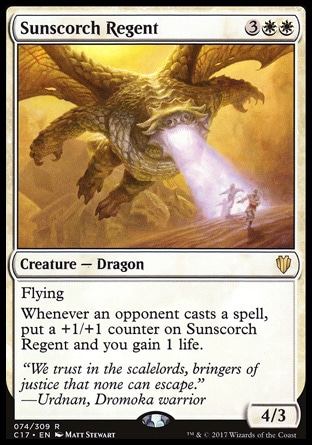 Sunscorch Regent 3
Creature — Dragon
Flying
Whenever an opponent casts a spell,
put a +1/+1 counter on Sunscorch
Regent and you gain 1 life.
“We trust in the scalelords, bringers of
justice that none can escape.”
—Urdnan, Dromoka warrior
4/3
074/309 R
C17 • EN Matt Stewart
™ & © 2017 Wizards of the Coast